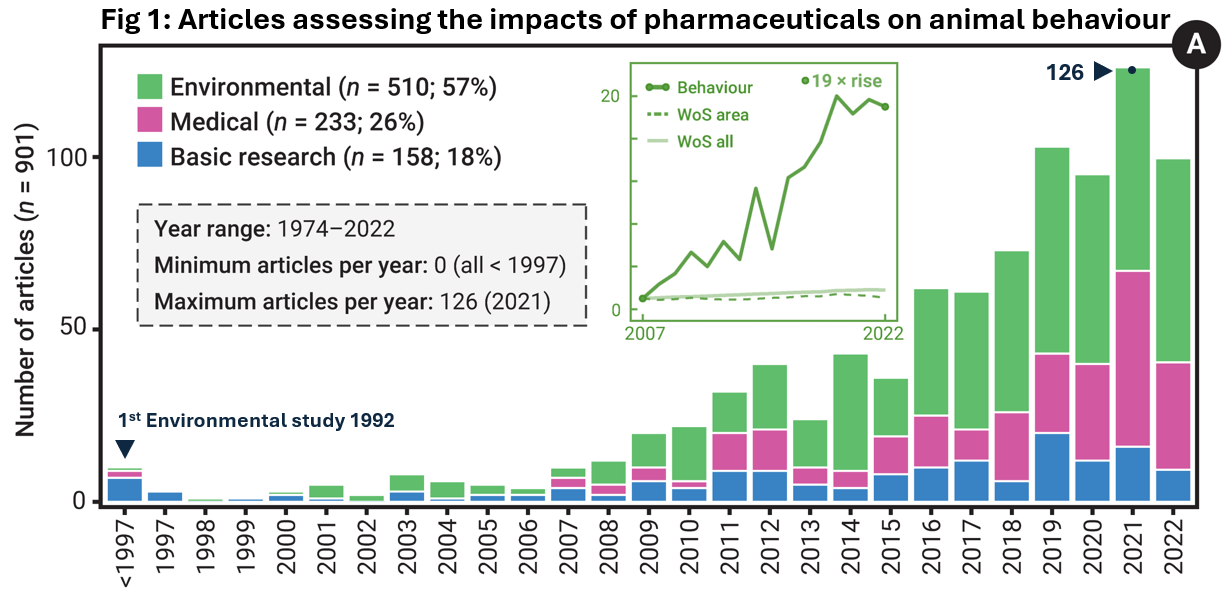 Fig 1: Articles assessing the impacts of pharmaceuticals on animal behaviour
A
Environmental (n = 510; 57%)
Medical (n = 233; 26%)
Basic research (n = 158; 18%)
Year range: 1974–2022
Minimum articles per year: 0 (all < 1997)
Maximum articles per year: 126 (2021)
1st Environmental study 1992
Behaviour
WoS area
WoS all
19 × rise
20
0
2007
2022
126
Number of articles (n = 901)
100
50
0
<1997
1997
1998
1999
2000
2001
2002
2003
2004
2005
2006
2007
2008
2009
2010
2011
2012
2013
2014
2015
2016
2017
2018
2019
2020
2021
2022